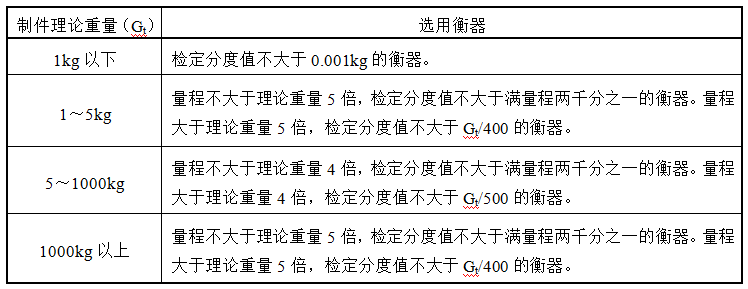 制件理论重量（Gt） 选用衡器
1kg 以下 检定分度值不大于 0.001kg 的衡器。
1～5kg
量程不大于理论重量 5 倍，检定分度值不大于满量程两千分之一的衡器。量程
大于理论重量 5 倍，检定分度值不大于 Gt/400 的衡器。
5～1000kg
量程不大于理论重量 4 倍，检定分度值不大于满量程两千分之一的衡器。量程
大于理论重量 4 倍，检定分度值不大于 Gt/500 的衡器。
1000kg 以上
量程不大于理论重量 5 倍，检定分度值不大于满量程两千分之一的衡器。量程
大于理论重量 5 倍，检定分度值不大于 Gt/400 的衡器。